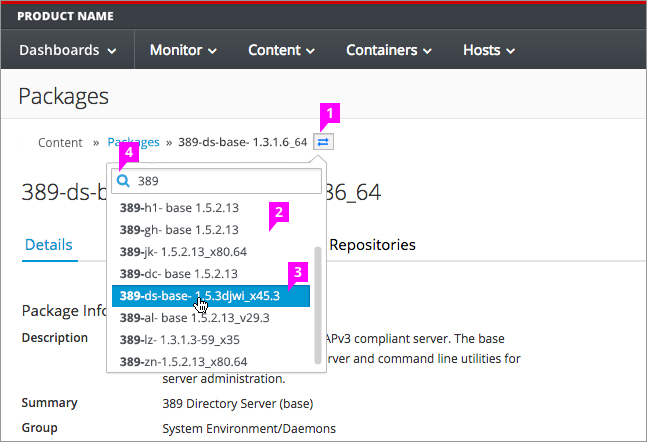 PRODUCT NAME
Dashboards Monitor Content Containers Hosts
Packages
1
Content » Packages » 389-ds-base- 1.3.1.6_64
4
389
389-ds-b 86_64
389-h1- base 1.5.2.13
2
389-gh- base 1.5.2.13
Details Repositories
389-jk- 1.5.2.13_x80.64
389-dc- base 1.5.2.13
3
389-ds-base- 1.5.3djwi_x45.3
Package Info
389-al- base 1.5.2.13_v29.3
Description APv3 compliant server. The base
389-lz- 1.3.1.3-59_x35
rver and command line utilities for
389-zn-1.5.2.13_x80.64
server administration.
Summary 389 Directory Server (base)
Group System Environment/Daemons